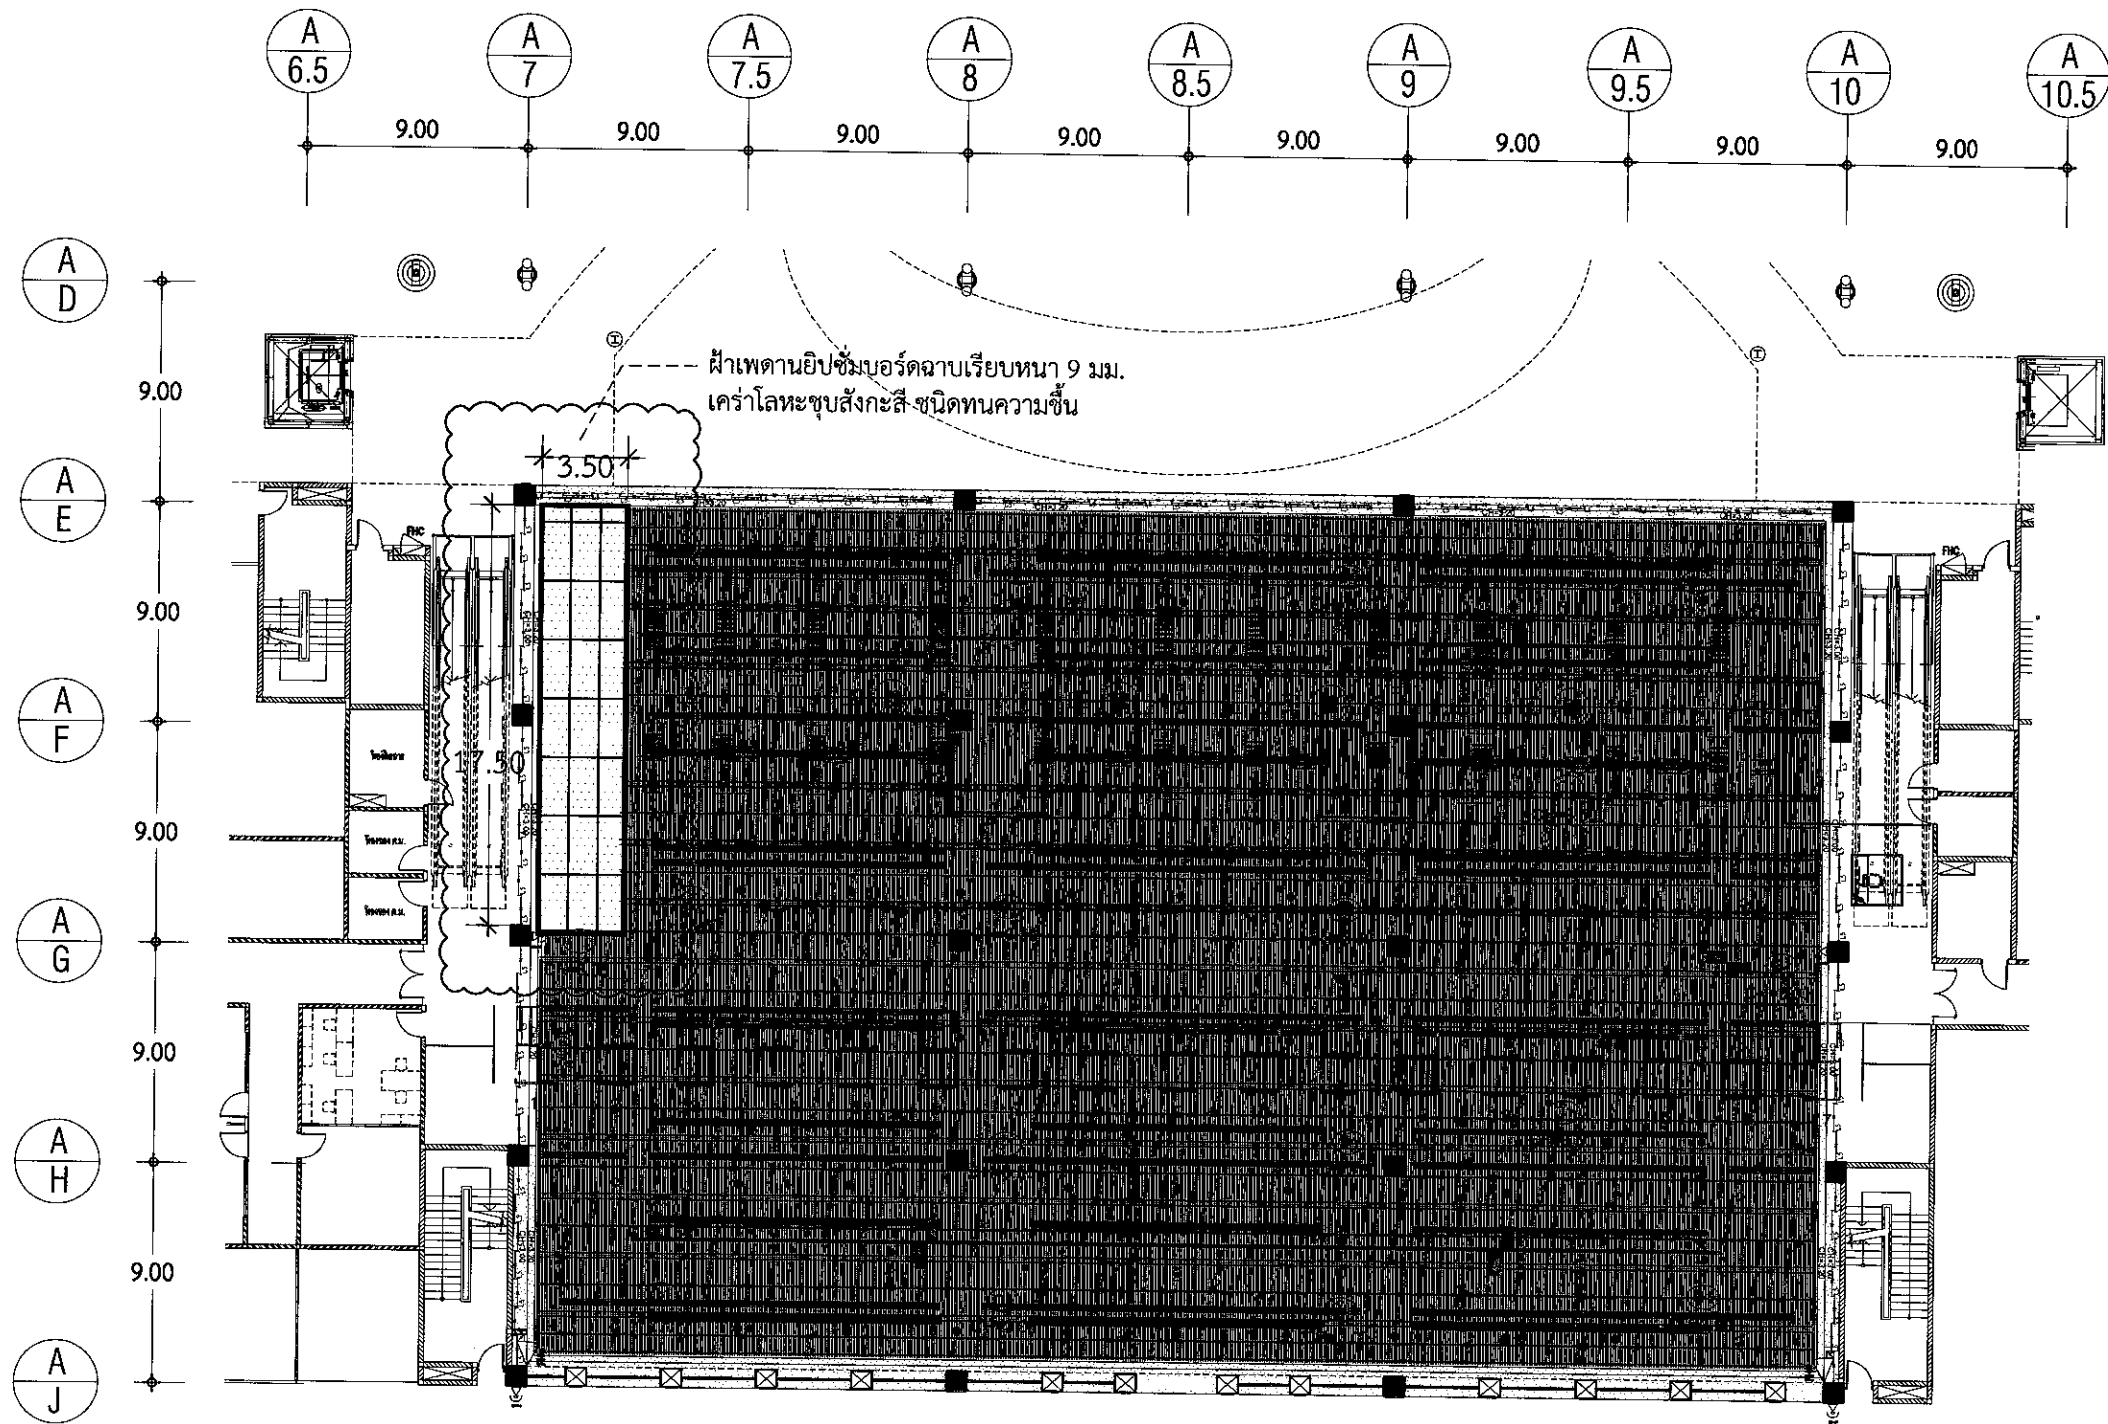 A A A A A A A A A
6.5 7 7.5 8 8.5 9 9.5 10 10.5
9.00 9.00 9.00 9.00 9.00 9.00 9.00 9.00
A
D
ฝ้าเพดานยิปซั่มบอร์ดฉาบเรียบหนา 9 มม.
เคร่าโลหะชุบสังกะสี ชนิดทนความชื้น
9.00
3.50
A
E
FHC
FHC
9.00
A
F
17.50
9.00
A
G
9.00
A
H
9.00
A
J